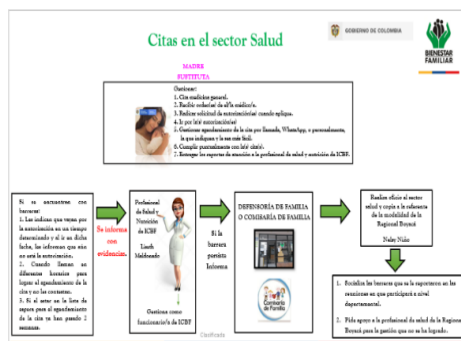 Citas en el sector Salud
GOBIERNO DE COLOMBIA
BIENESTAR
FAMILIAR
MADRE
SUSTITUTA
Gestionar:
1. Cita medicina general.
2. Recibir orden(es) de el/la médico/a.
3. Radicar solicitud de autorización(es) cuando aplique.
4. Ir por la(s) autorización(es)
5. Gestionar agendamiento de la cita por llamada, WhatsApp, o personalmente,
la que indiquen y la sea más fácil.
6. Cumplir puntualmente con la(s) cita(s).
7. Entregar los reportes de atención a la profesional de salud y nutrición de ICBF.
Si se encuentran con
barreras:
1. Les indican que vayan por
la autorización en un tiempo
determinado y al ir en dicha
fecha, les informan que aún
no está la autorización.
2. Cuando llaman en
diferentes horarios para
lograr el agendamiento de la
cita y no les contestan.
3. Si al estar en la lista de
espera para el agendamiento
de la cita ya han pasado 2
semanas.
Se informa
con
evidencias.
Profesional
de Salud y
Nutrición
de ICBF
Lizeth
Maldonado
Gestiona como
funcionario/a de ICBF
Si la
barrera
persiste
Informa
DEFENSORÍA DE FAMILIA
O COMISARÍA DE FAMILIA
Comisaría
de Familia
Realiza oficio al sector
salud y copia a la referente
de la modalidad de la
Regional Boyacá
Nelsy Niño
1. Socializa las barreras que se le reportaron en las
reuniones en que participará a nivel
departamental.
2. Pide apoyo a la profesional de salud de la Regional
Boyacá para la gestión que no se ha logrado.
Clasificada